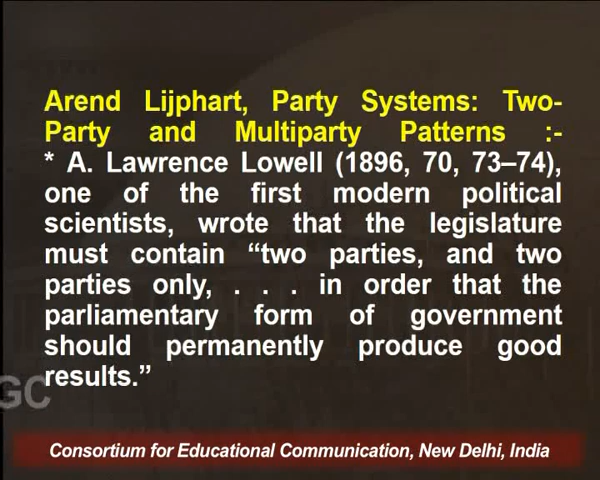 Arend Lijphart, Party Systems: Two-
Party and Multiparty Patterns :-
* A. Lawrence Lowell (1896, 70, 73–74),
one of the first modern political
scientists, wrote that the legislature
must contain “two parties, and two
parties only, . . . in order that the
parliamentary form of government
should permanently produce good
results.”
GC
Consortium for Educational Communication, New Delhi, India